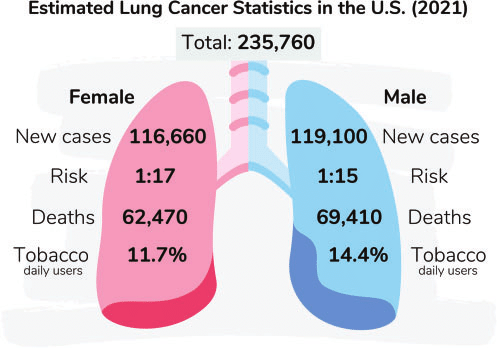 Estimated Lung Cancer Statistics in the U.S. (2021)
Total: 235,760
Female Male
New cases 116,660 119,100 New cases
Risk 1:17 1:15 Risk
Deaths 62,470 69,410 Deaths
Tobacco 11.7% 14.4% Tobacco
daily users daily users